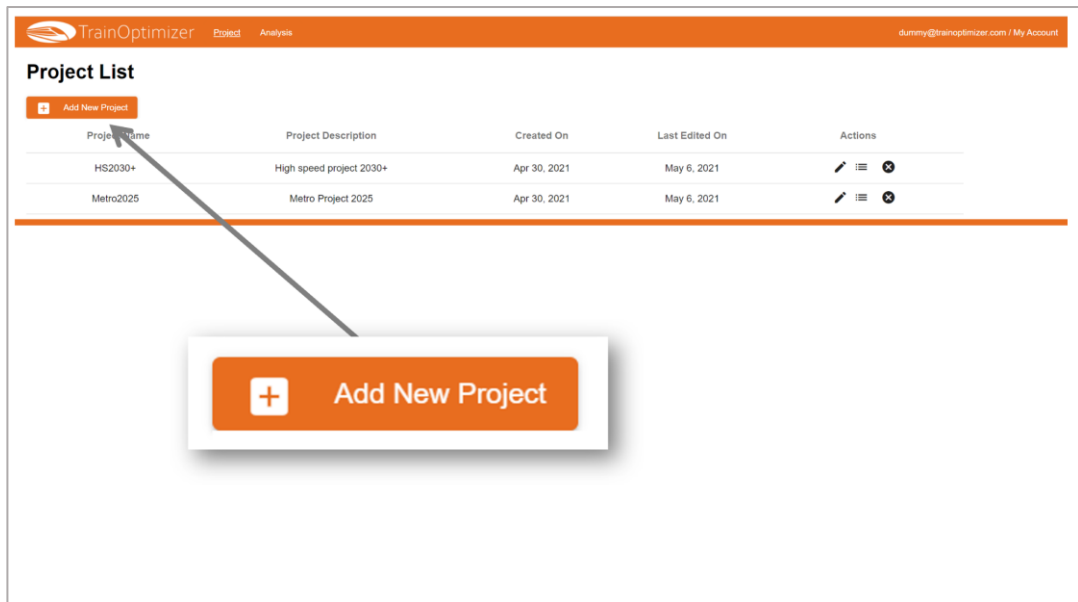 TrainOptimizer Project Analysis dummy@trainoptimizer.com / My Account
Project List
Add New Project
Project Name Project Description Created On Last Edited On Actions
HS2030+ High speed project 2030+ Apr 30, 2021 May 6, 2021
Metro2025 Metro Project 2025 Apr 30, 2021 May 6, 2021
Add New Project